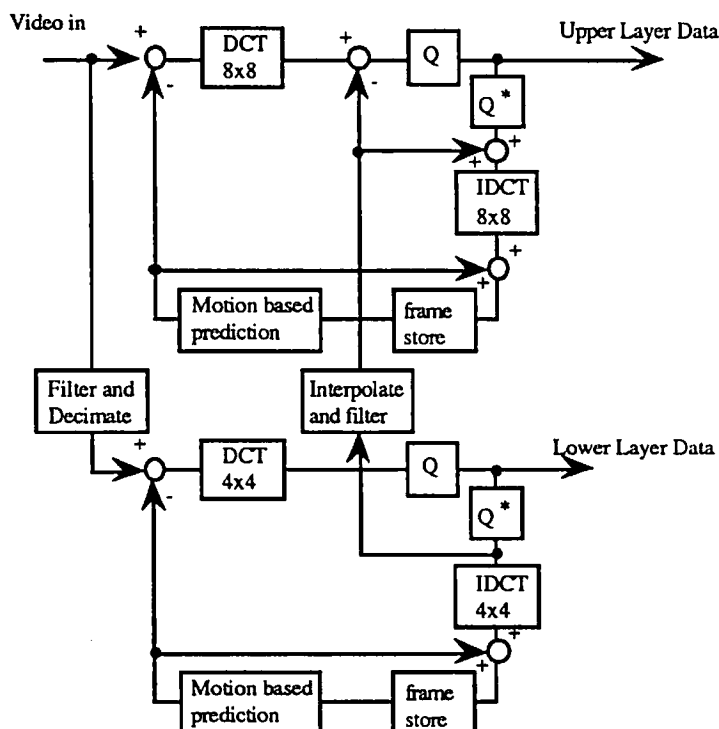 Video in
+
DCT
8x8
+
Q
Upper Layer Data
-
-
Q*
+
+
IDCT
8x8
+
+
Motion based
prediction
frame
store
Filter and
Decimate
Interpolate
and filter
+
DCT
4x4
Q
Lower Layer Data
-
Q*
IDCT
4x4
+
+
Motion based
prediction
frame
store